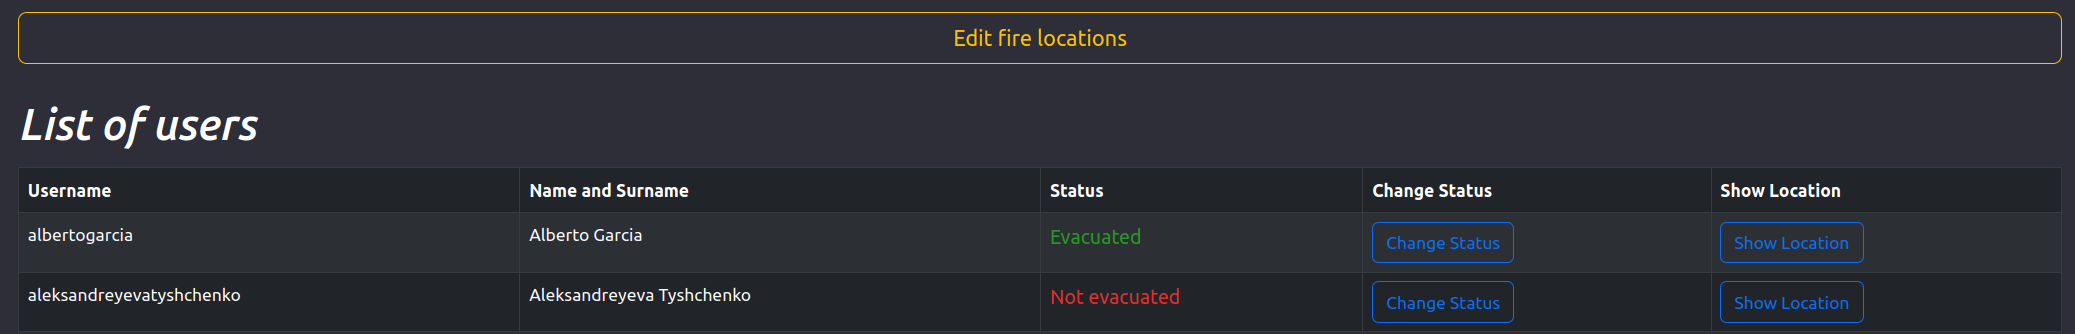 Edit fire locations
List of users
Username Name and Surname Status Change Status Show Location
albertogarcia Alberto Garcia Evacuated Change Status Show Location
aleksandreyevatyshchenko Aleksandreyeva Tyshchenko Not evacuated Change Status Show Location